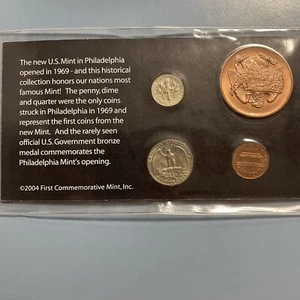 The new U.S. Mint in Philadelphia
opened in 1969 - and this historical
collection honors our nations most
famous Mint! The penny, dime
and quarter were the only coins
struck in Philadelphia in 1969 and
represent the first coins from the
new Mint. And the rarely seen
official U.S. Government bronze
medal commemorates the
Philadelphia Mint's opening.
©2004 First Commemorative Mint, Inc.